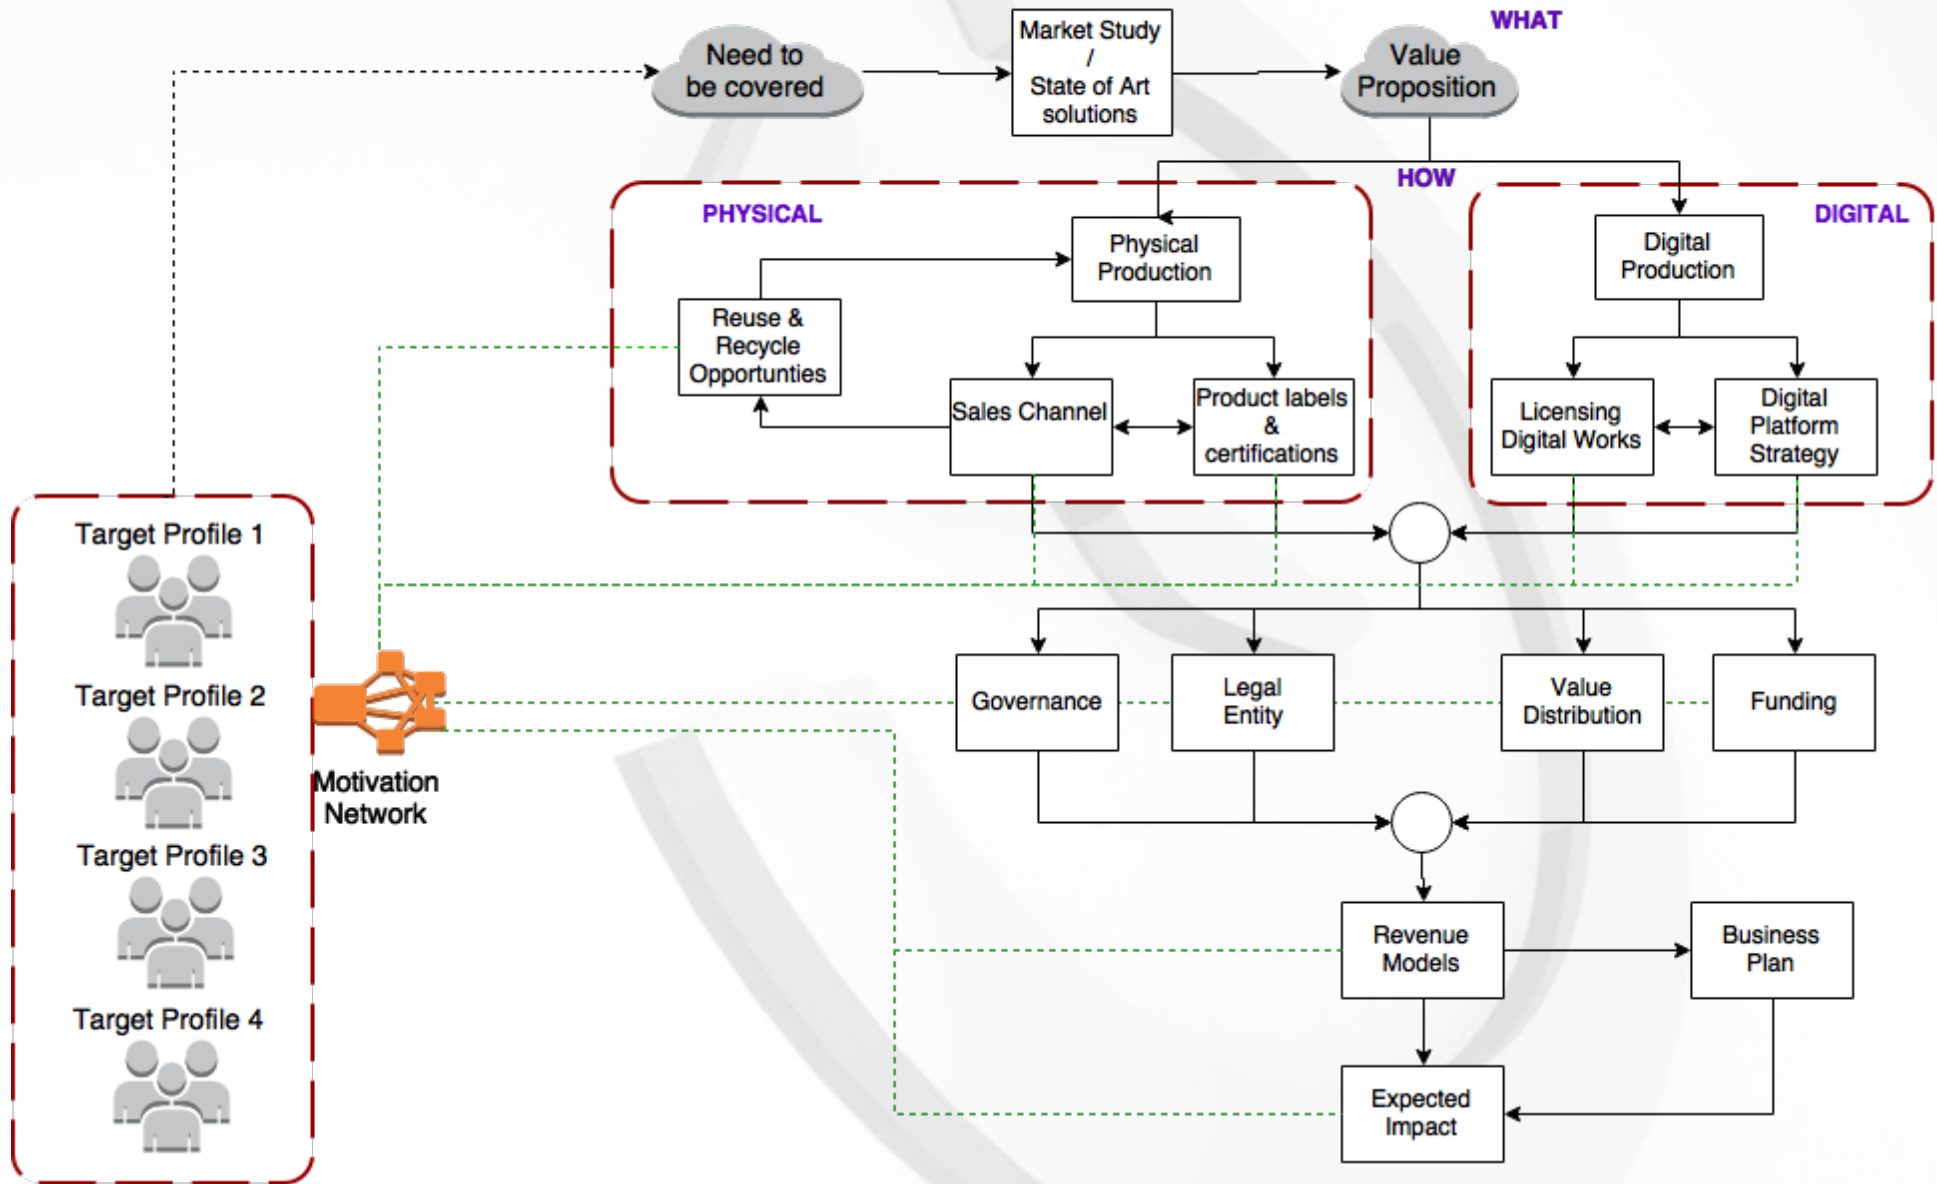 WHAT
Need to
be covered
Market Study
/
State of Art
solutions
Value
Proposition
HOW
PHYSICAL
DIGITAL
Physical
Production
Digital
Production
Reuse &
Recycle
Opportunties
Sales Channel
Product labels
&
certifications
Licensing
Digital Works
Digital
Platform
Strategy
Target Profile 1
Target Profile 2
Target Profile 3
Target Profile 4
Motivation
Network
Governance
Legal
Entity
Value
Distribution
Funding
Revenue
Models
Business
Plan
Expected
Impact